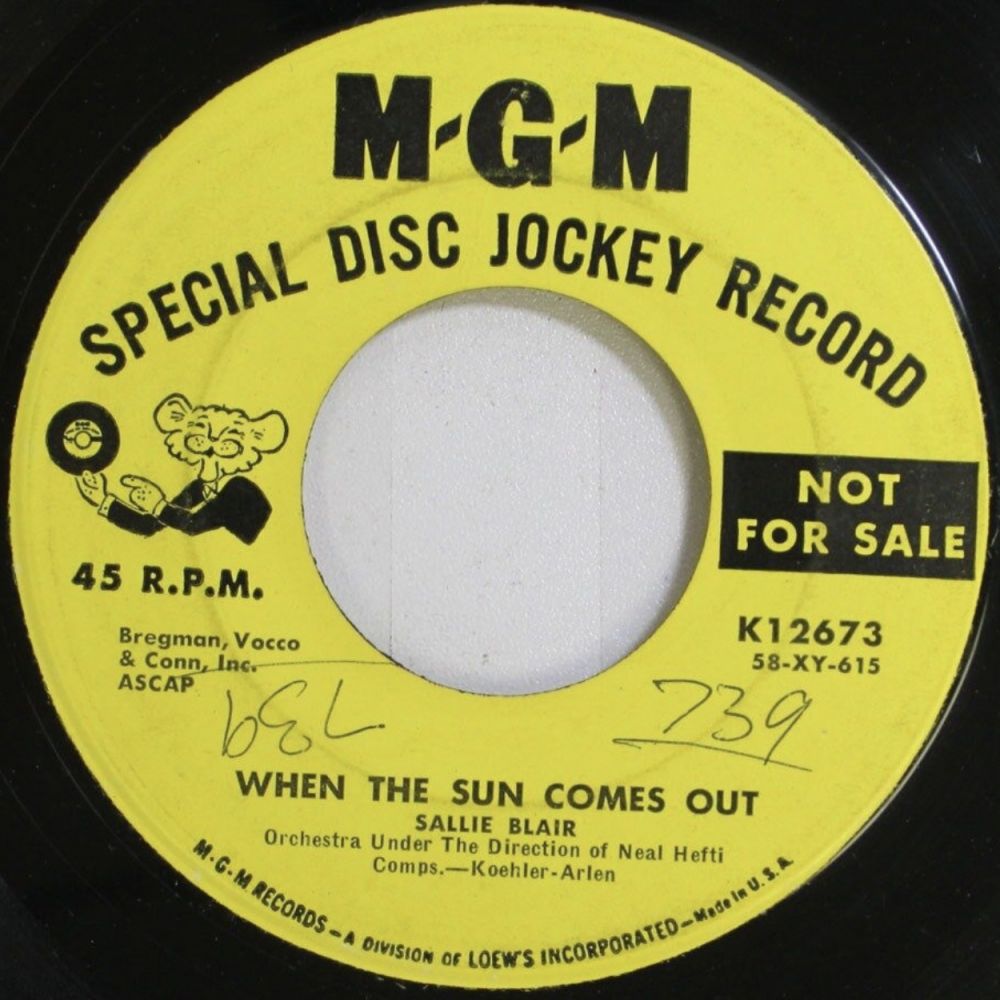 M-G-M
SPECIAL DISC JOCKEY RECORD
NOT
FOR SALE
45 R.P.M.
K12673
58-XY-615
Bregman, Vocco
& Conn, Inc.
ASCAP
739
739
WHEN THE SUN COMES OUT
SALLIE BLAIR
Orchestra Under The Direction of Neal Hefti
Comps.—Koehler-Arlen
M-G-M RECORDS – A DIVISION OF LOEW'S INCORPORATED – Made in U.S.A.